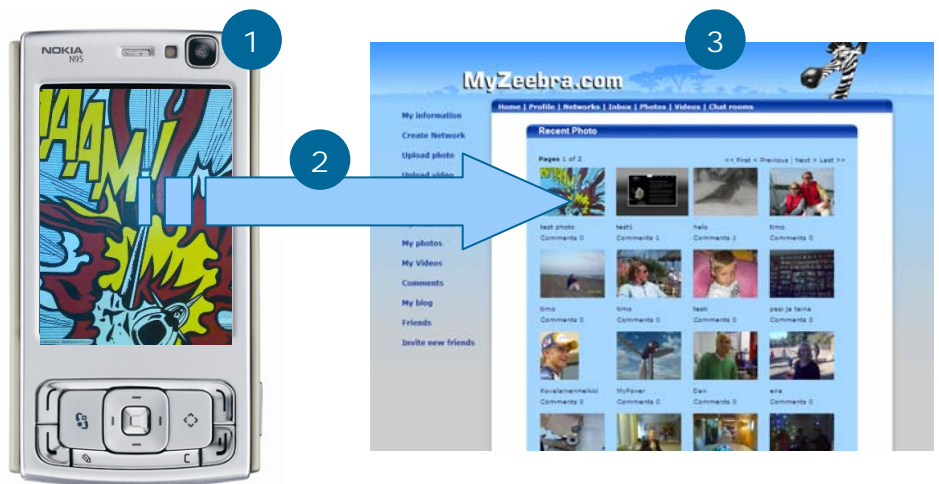 1
NOKIA
N95
AAAMI
2
3
MyZeebra.com
Home | Profile | Networks | Inbox | Photos | Videos | Chat rooms
My information
Create Network
Upload photo
Upload video
My photos
My Videos
Comments
My blog
Friends
Invite new friends
Recent Photo
Pages 1 of 2
<< First < Previous | Next > Last >>
test photo
test1
helo
timo
Comments 0
Comments 1
Comments 1
Comments 0
timo
timo
testi
pasi ja taina
Comments 0
Comments 0
Comments 0
Comments 0
MyPower
Dan
eira
Comments 0
Comments 0
Comments 0
Comments 0
C